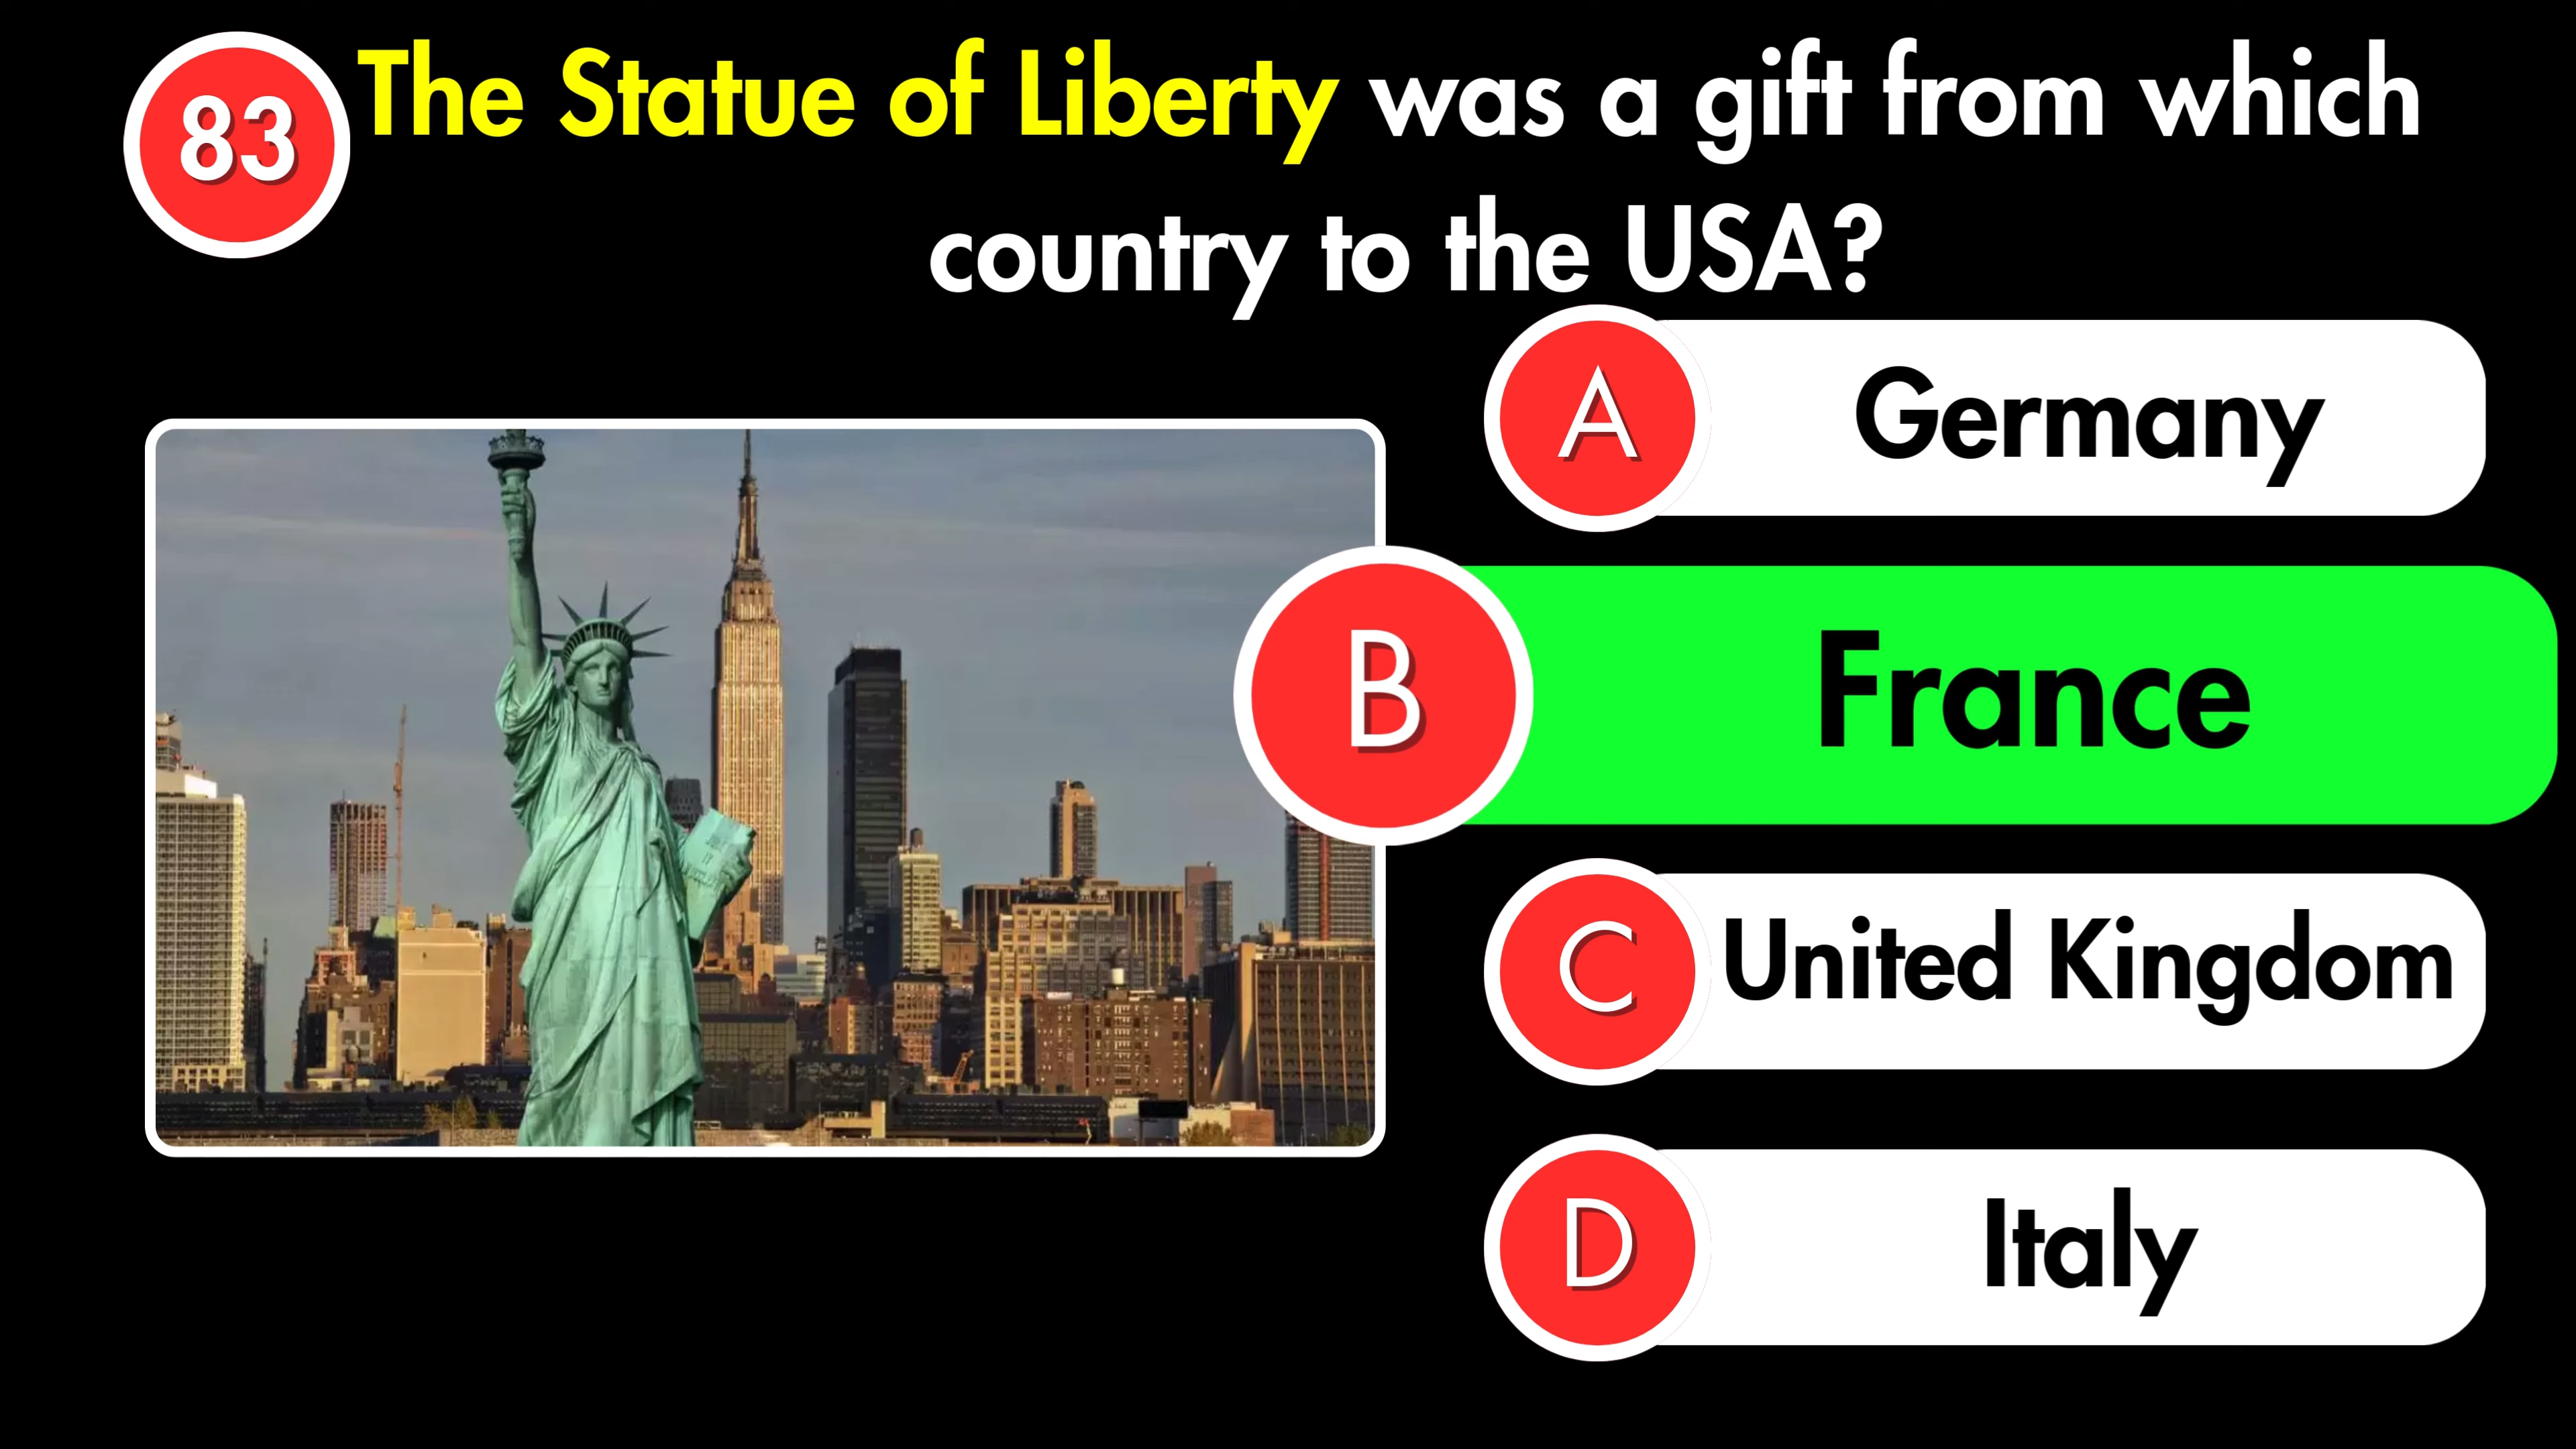 83
The Statue of Liberty was a gift from which
country to the USA?
A Germany
B France
C United Kingdom
D Italy